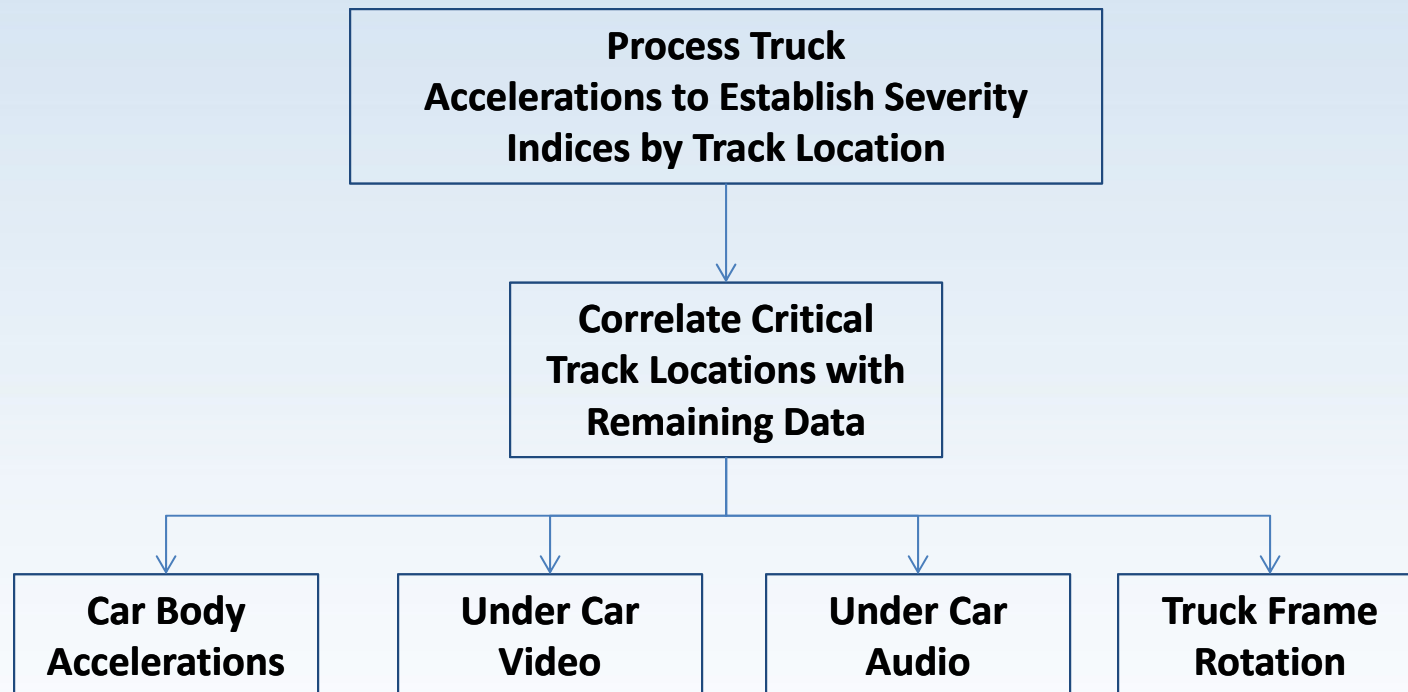 Process Truck
Accelerations to Establish Severity
Indices by Track Location
Correlate Critical
Track Locations with
Remaining Data
Car Body
Accelerations
Under Car
Video
Under Car
Audio
Truck Frame
Rotation